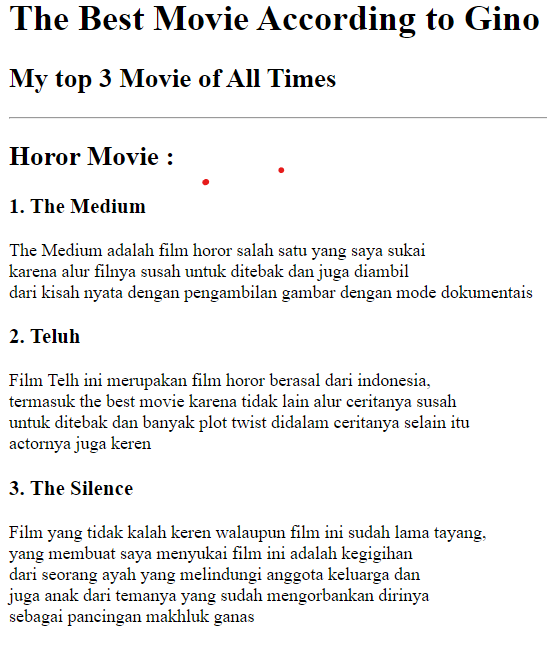 The Best Movie According to Gino
My top 3 Movie of All Times
Horor Movie :
1. The Medium
The Medium adalah film horor salah satu yang saya sukai
karena alur filnya susah untuk ditebak dan juga diambil
dari kisah nyata dengan pengambilan gambar dengan mode dokumentais
2. Teluh
Film Telh ini merupakan film horor berasal dari indonesia,
termasuk the best movie karena tidak lain alur ceritanya susah
untuk ditebak dan banyak plot twist didalam ceritanya selain itu
actornya juga keren
3. The Silence
Film yang tidak kalah keren walaupun film ini sudah lama tayang,
yang membuat saya menyukai film ini adalah kegigihan
dari seorang ayah yang melindungi anggota keluarga dan
juga anak dari temanya yang sudah mengorbankan dirinya
sebagai pancingan makhluk ganas